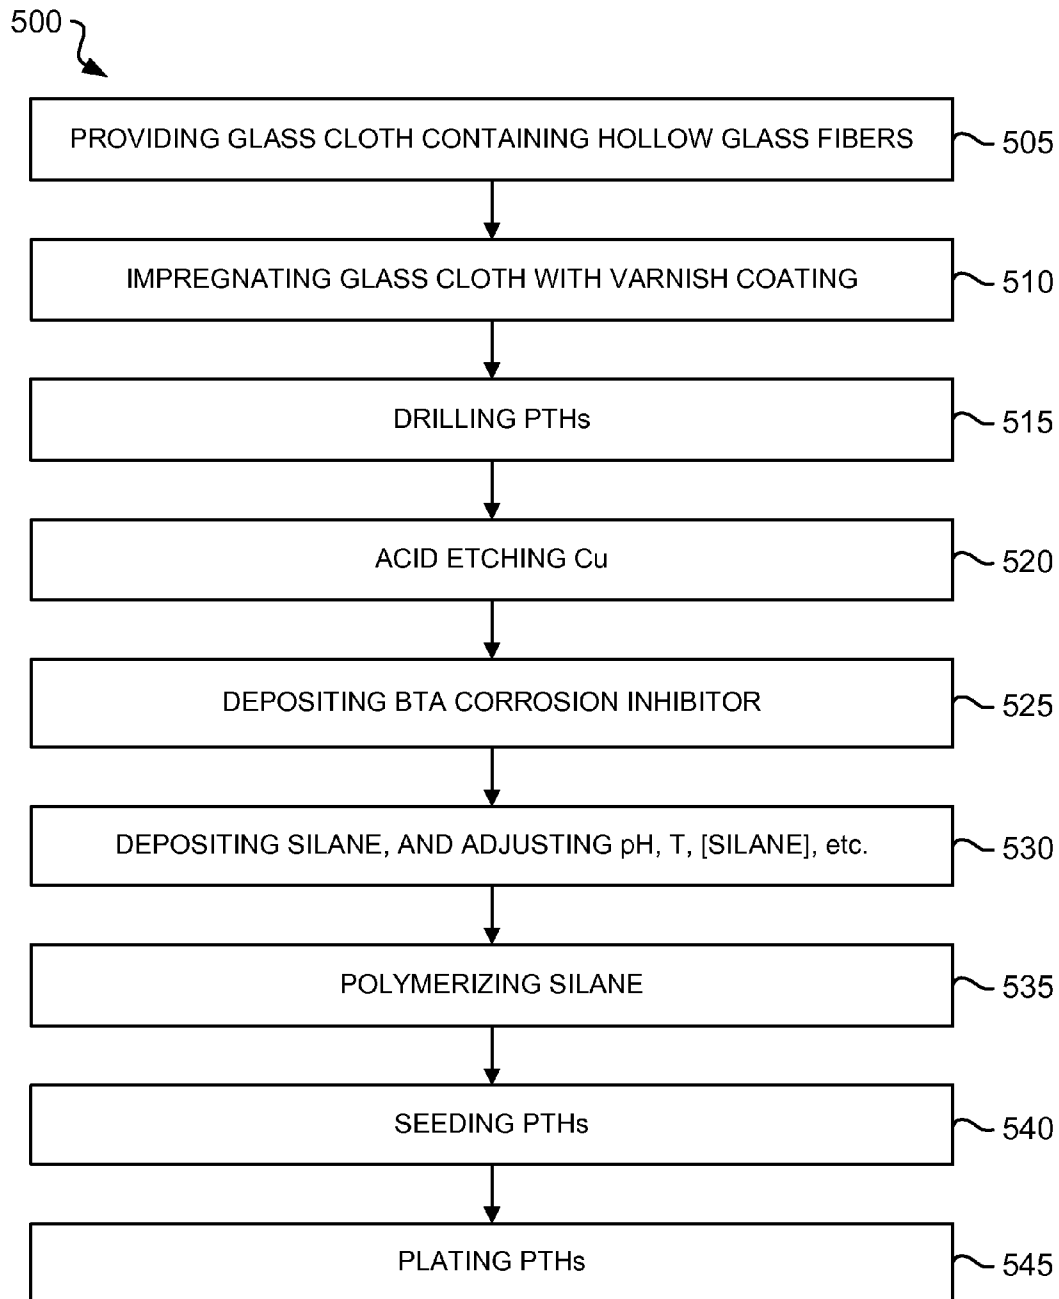 500
PROVIDING GLASS CLOTH CONTAINING HOLLOW GLASS FIBERS
505
IMPREGNATING GLASS CLOTH WITH VARNISH COATING
510
DRILLING PTHs
515
ACID ETCHING Cu
520
DEPOSITING BTA CORROSION INHIBITOR
525
DEPOSITING SILANE, AND ADJUSTING pH, T, [SILANE], etc.
530
POLYMERIZING SILANE
535
SEEDING PTHs
540
PLATING PTHs
545